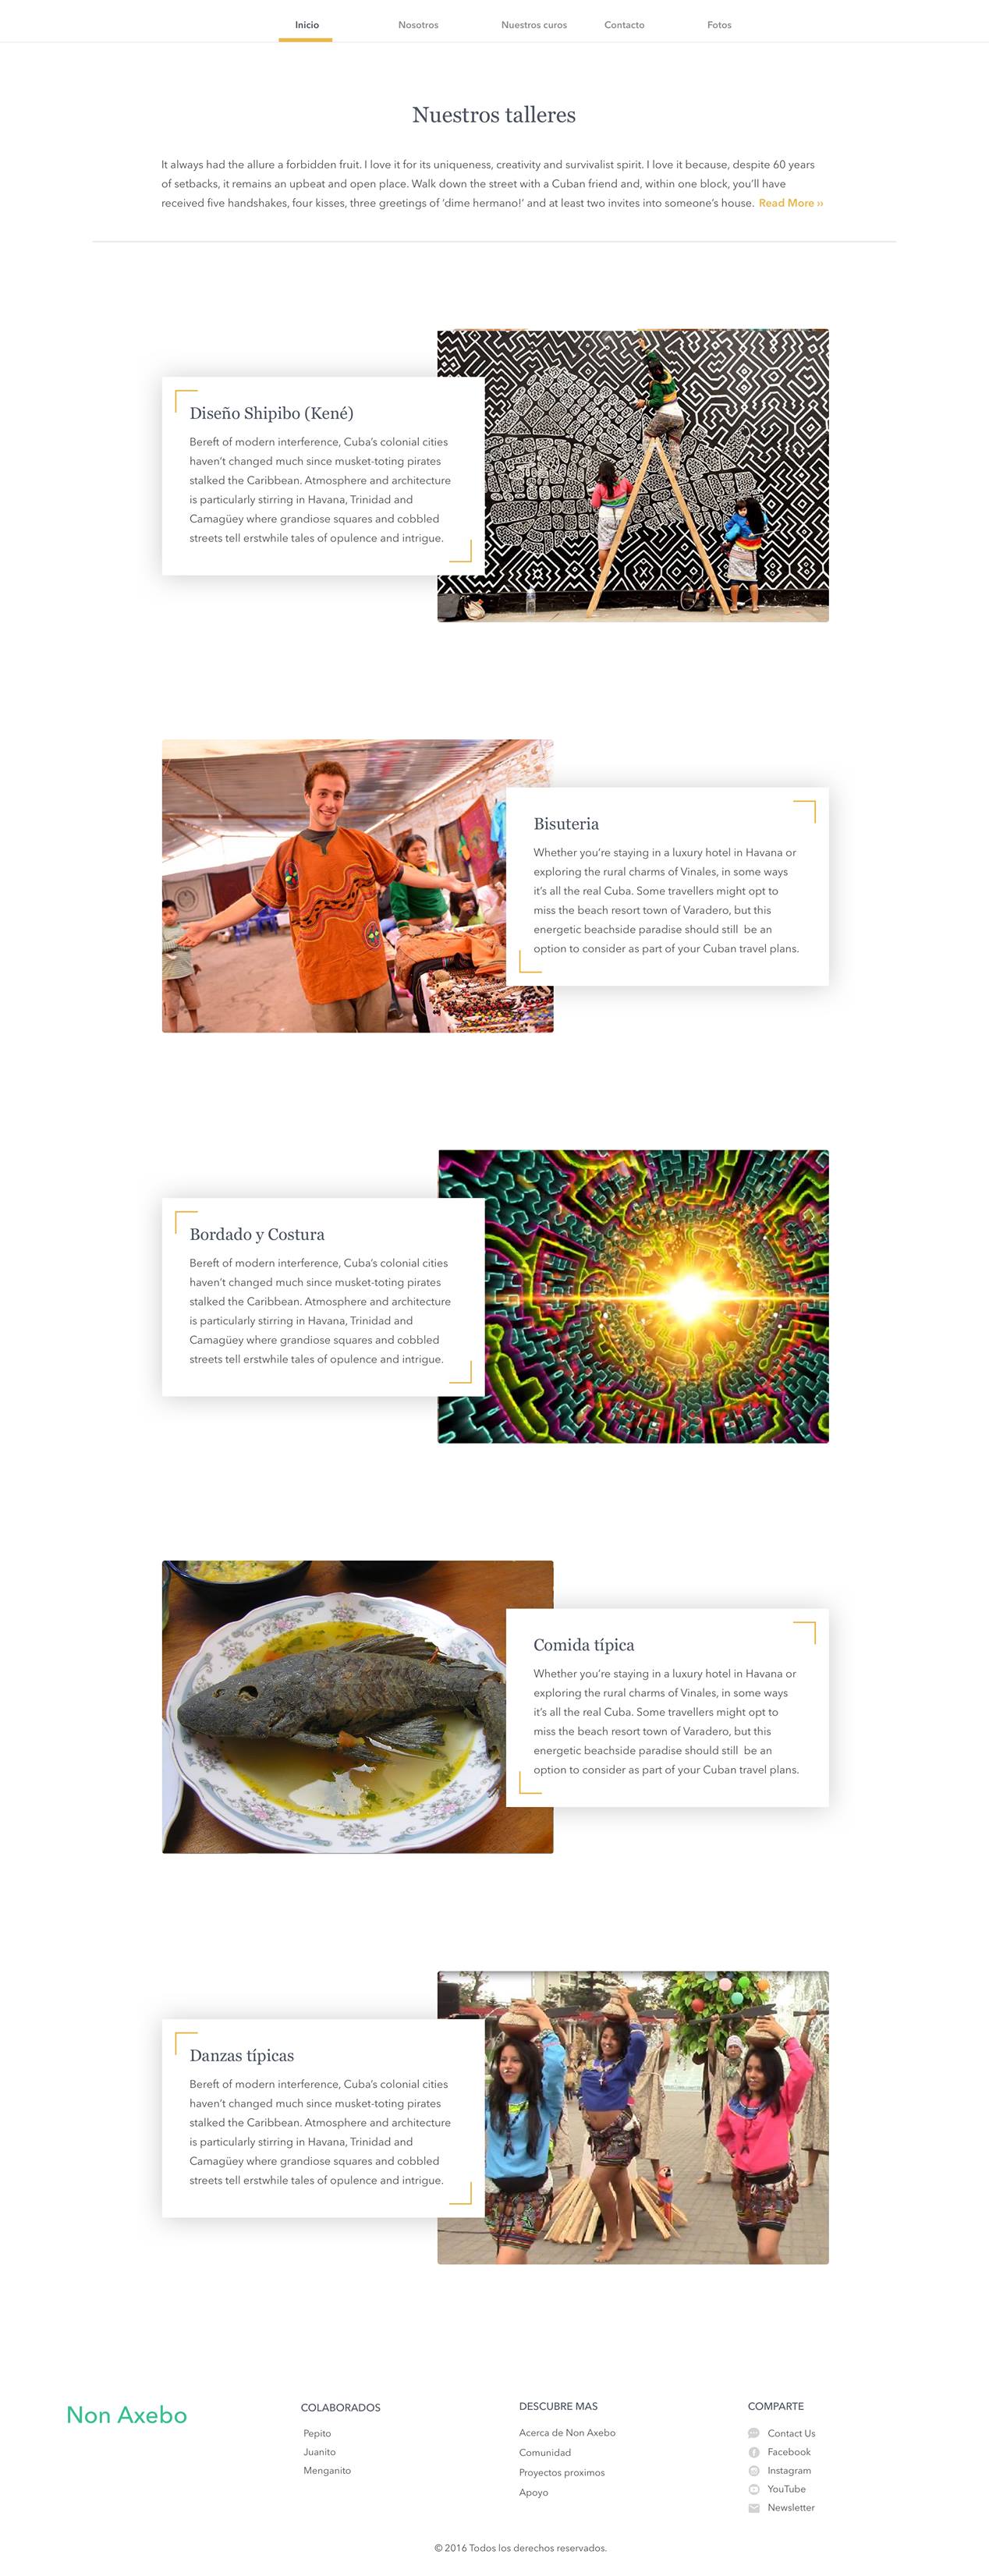 Inicio Nosotros Nuestros curos Contacto Fotos
Nuestros talleres
It always had the allure a forbidden fruit. I love it for its uniqueness, creativity and survivalist spirit. I love it because, despite 60 years
of setbacks, it remains an upbeat and open place. Walk down the street with a Cuban friend and, within one block, you’ll have
received five handshakes, four kisses, three greetings of ‘dime hermano!’ and at least two invites into someone’s house. Read More ››
Diseño Shipibo (Kené)
Bereft of modern interference, Cuba’s colonial cities
haven’t changed much since musket-toting pirates
stalked the Caribbean. Atmosphere and architecture
is particularly stirring in Havana, Trinidad and
Camagüey where grandiose squares and cobbled
streets tell erstwhile tales of opulence and intrigue.
Bisuteria
Whether you’re staying in a luxury hotel in Havana or
exploring the rural charms of Vinales, in some ways
it’s all the real Cuba. Some travellers might opt to
miss the beach resort town of Varadero, but this
energetic beachside paradise should still be an
option to consider as part of your Cuban travel plans.
Bordado y Costura
Bereft of modern interference, Cuba’s colonial cities
haven’t changed much since musket-toting pirates
stalked the Caribbean. Atmosphere and architecture
is particularly stirring in Havana, Trinidad and
Camagüey where grandiose squares and cobbled
streets tell erstwhile tales of opulence and intrigue.
Comida típica
Whether you’re staying in a luxury hotel in Havana or
exploring the rural charms of Vinales, in some ways
it’s all the real Cuba. Some travellers might opt to
miss the beach resort town of Varadero, but this
energetic beachside paradise should still be an
option to consider as part of your Cuban travel plans.
Danzas típicas
Bereft of modern interference, Cuba’s colonial cities
haven’t changed much since musket-toting pirates
stalked the Caribbean. Atmosphere and architecture
is particularly stirring in Havana, Trinidad and
Camagüey where grandiose squares and cobbled
streets tell erstwhile tales of opulence and intrigue.
Non Axebo
COLABORADOS
Pepito
Juanito
Menganito
DESCUBRE MAS
Acerca de Non Axebo
Comunidad
Proyectos proximos
Apoyo
COMPARTE
Contact Us
Facebook
Instagram
YouTube
Newsletter
© 2016 Todos los derechos reservados.